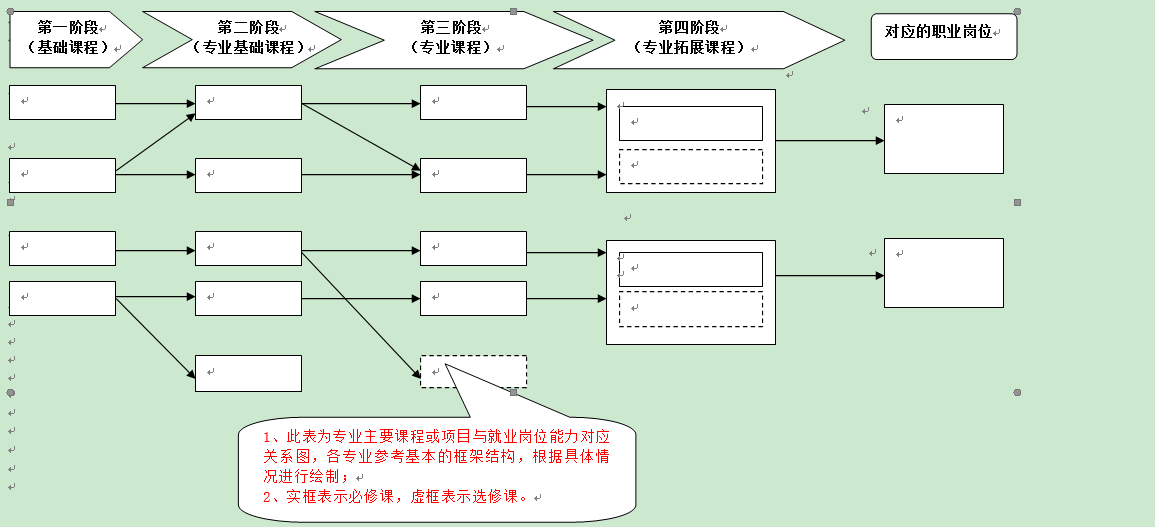 第一阶段
（基础课程）
第二阶段
（专业基础课程）
第三阶段
（专业课程）
第四阶段
（专业拓展课程）
对应的职业岗位
1、此表为专业主要课程或项目与就业岗位能力对应
关系图，各专业参考基本的框架结构，根据具体情
况进行绘制；
2、实框表示必修课，虚框表示选修课。